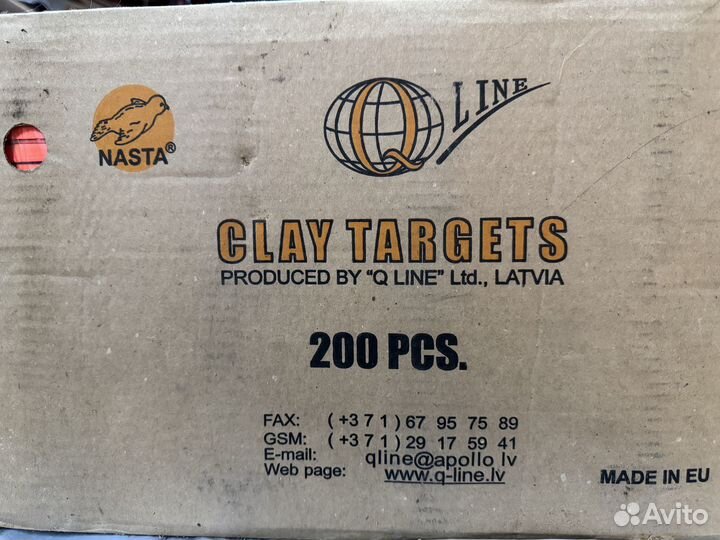 NASTA®
Q LINE
CLAY TARGETS
PRODUCED BY "Q LINE" Ltd., LATVIA
200 PCS.
FAX: (+3 7 1) 67 95 75 89
GSM: (+3 7 1) 29 17 59 41
E-mail: qline@apollo lv
Web page: www.q-line.lv
MADE IN EU
Avito